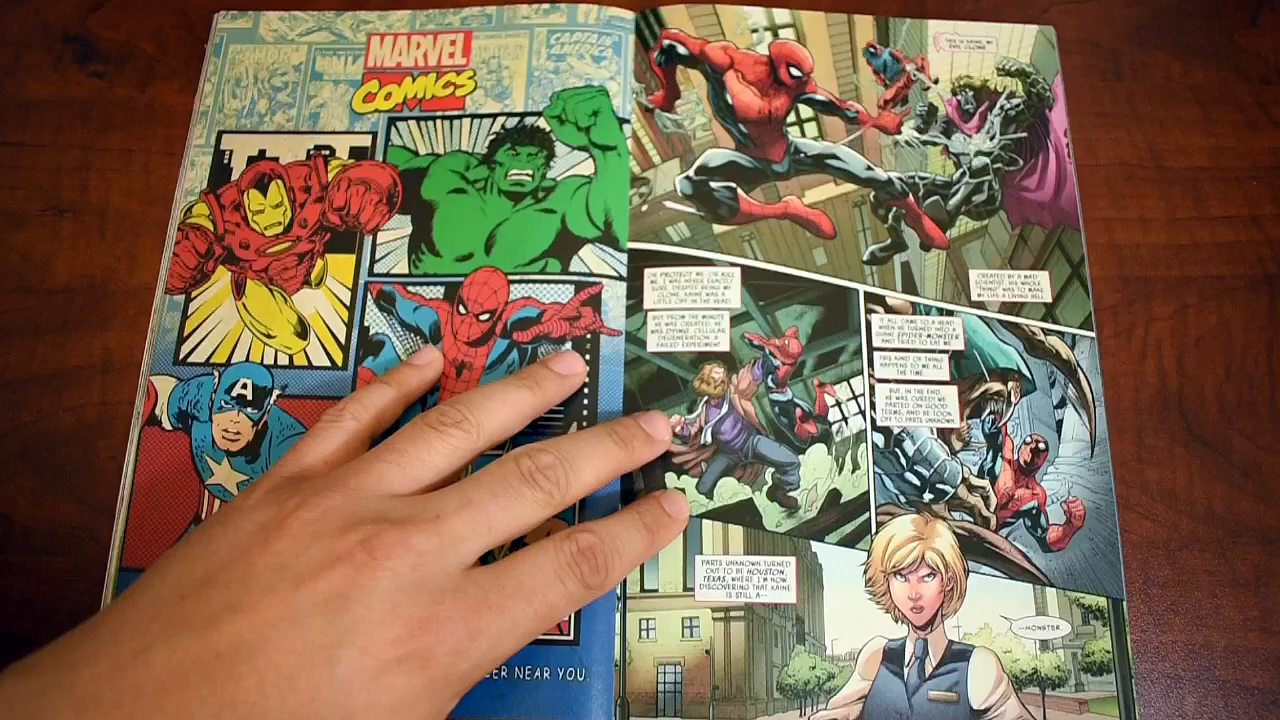 MARVEL
COMICS
CAPTAIN
AMERICA
A
ER NEAR YOU.
THIS IS KAINE, MY
EVIL CLONE.
CREATED BY A MAD
SCIENTIST, HIS WHOLE
"THING" WAS TO MAKE
MY LIFE A LIVING HELL.
OR PROTECT ME. OR KILL
ME. I WAS NEVER EXACTLY
SURE. DESPITE BEING MY
CLONE, KAINE WAS A
LITTLE OFF IN THE HEAD.
BUT FROM THE MINUTE
HE WAS CREATED, HE
WAS DYING. CELLULAR
DEGENERATION. A
FAILED EXPERIMENT.
IT ALL CAME TO A HEAD
WHEN HE TURNED INTO A
GIANT SPIDER-MONSTER
AND TRIED TO EAT ME.
THIS KIND OF THING
HAPPENS TO ME ALL
THE TIME.
BUT, IN THE END,
HE WAS CURED! WE
PARTED ON GOOD
TERMS, AND HE TOOK
OFF TO PARTS UNKNOWN.
PARTS UNKNOWN TURNED
OUT TO BE HOUSTON,
TEXAS, WHERE I'M NOW
DISCOVERING THAT KAINE
IS STILL A--
--MONSTER.